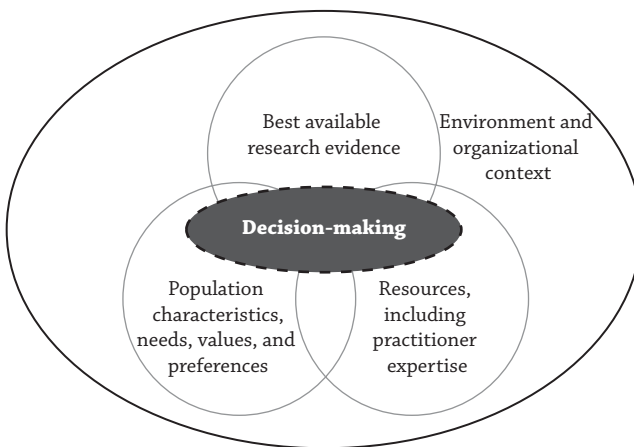 Best available
research evidence
Environment and
organizational
context
Decision-making
Population
characteristics,
needs, values, and
preferences
Resources,
including
practitioner
expertise